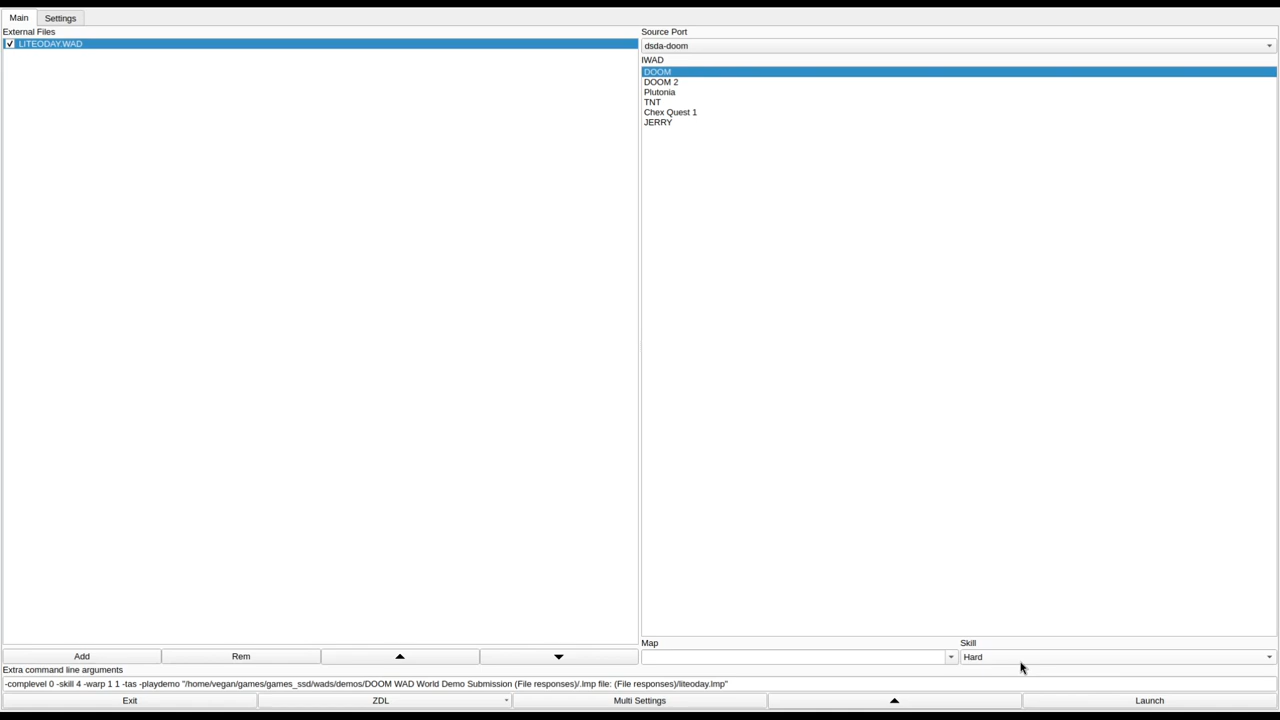 Main Settings
External Files
LITEODAY.WAD
Source Port
dsda-doom
IWAD
DOOM
DOOM 2
Plutonia
TNT
Chex Quest 1
JERRY
Add Rem
Map
Skill
Hard
Extra command line arguments
-complevel 0 -skill 4 -warp 1 1 -tas -playdemo "/home/vegan/games/games_ssd/wads/demos/DOOM WAD World Demo Submission (File responses)/.lmp file: (File responses)/liteoday.lmp"
Exit ZDL Multi Settings Launch